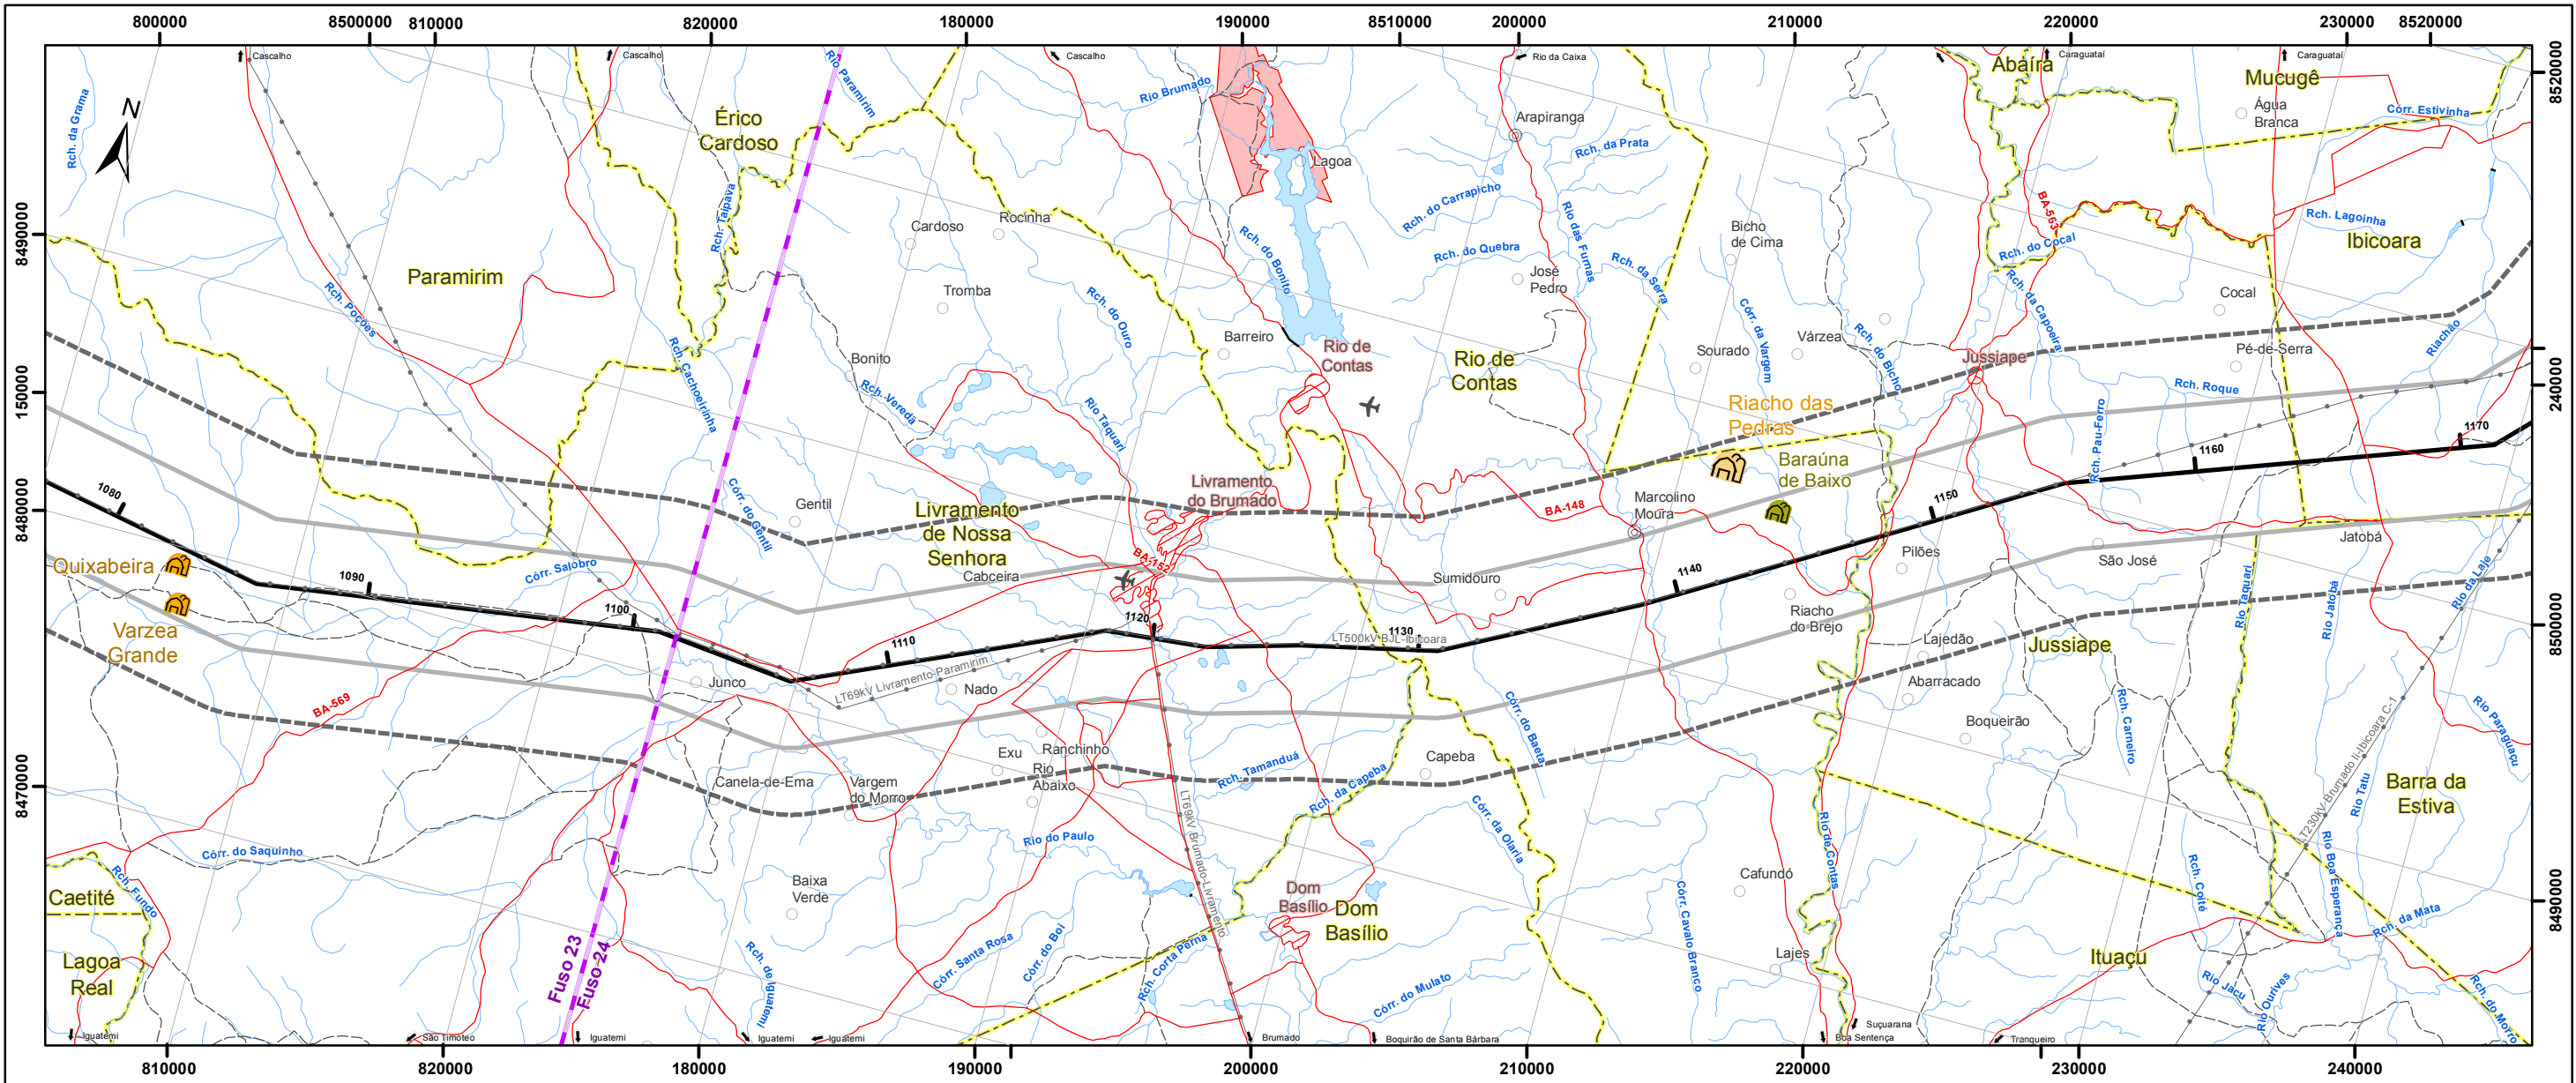 800000
85000000
810000
820000
180000
190000
85100000
200000
210000
220000
230000
85200000
Cascalho
Cascalho
Cascalho
Rio da Caixa
Caraguataí
Caraguataí
Abaíra
Mucugê
8520000
Rch. da Grama
N
Érico
Cardoso
Rio Paramirim
Rio Brumado
Arapiranga
Rch. da Prata
Lagoa
Água
Branca
Córr. Estivinha
8490000
Paramirim
Rch. Taipava
Cardoso
Rocinha
Rch. do Bonito
Rch. do Carrapicho
Rch. do Quebra
Rio das Furnas
Rch. da Serra
José
Pedro
Bicho
de Cima
BA-563
Rch. do Cocal
Rch. Lagoinha
Ibicoara
Rch. Poções
Tromba
Rch. do Ouro
Rch. da Capoeira
Cocal
Rch. Cachoeirinha
Bonito
Barreiro
Rio de
Contas
Rio de
Contas
Sourado
Córr. da Vargem
Várzea
Rch. do Bicho
Jussiape
Pé-de-Serra
Riachão
150000
240000
Rch. Vereda
Rio Taquari
Riacho das
Pedras
Rch. Roque
Rch. Pau-Ferro
1080
Córr. do Gentil
Gentil
Livramento
de Nossa
Senhora
Livramento
do Brumado
BA-148
Marcolino
Moura
Baraúna
de Baixo
1150
1160
1170
8480000
Quixabeira
1090
Córr. Salobro
Cabceira
BA-152
Sumidouro
1140
Pilões
São José
Jatobá
Varzea
Grande
1100
1110
1120
1130
LT500kV BJL-Ibicoara
Riacho
do Brejo
Lajedão
Jussiape
Rio Taquari
Rio Jatobá
Rio da Laje
8500000
BA-569
Junco
LT69kV Livramento-Paramirim
Nado
Abarracado
Boqueirão
Rch. Carneiro
Rio Paraguaçu
Exu
Ranchinho
Rio
Abaixo
Rch. Tamanduá
Rch. da Capeba
Capeba
Córr. do Baeta
8470000
Canela-de-Ema
Vargem
do Morro
LT69kV Brumado-Livramento
Córr. da Olaria
Rio de Contas
LT230kV Brumado II-Ibicoara C-1
Rio Tatu
Barra da
Estiva
Córr. do Saquinho
Rio do Paulo
Caetité
Rch. Fundo
Baixa
Verde
Dom
Basílio
Dom
Basílio
Cafundó
Córr. Cavalo Branco
Rch. Coité
Rio Boa Esperança
Rch. da Mata
8490000
Lagoa
Real
Fuso 23
Fuso 24
Rch. de Iguatemi
Córr. Santa Rosa
Córr. do Boi
Rch. Corta Perna
Córr. do Mulato
Lajes
Ituaçu
Rio Jacu
Rio Ourives
Rch. do Morro
Iguatemi
São Timóteo
Iguatemi
Iguatemi
Iguatemi
Brumado
Boquirão de Santa Bárbara
Boa Sentença
Suçuarana
Tranqueiro
810000
820000
180000
190000
200000
210000
220000
230000
240000